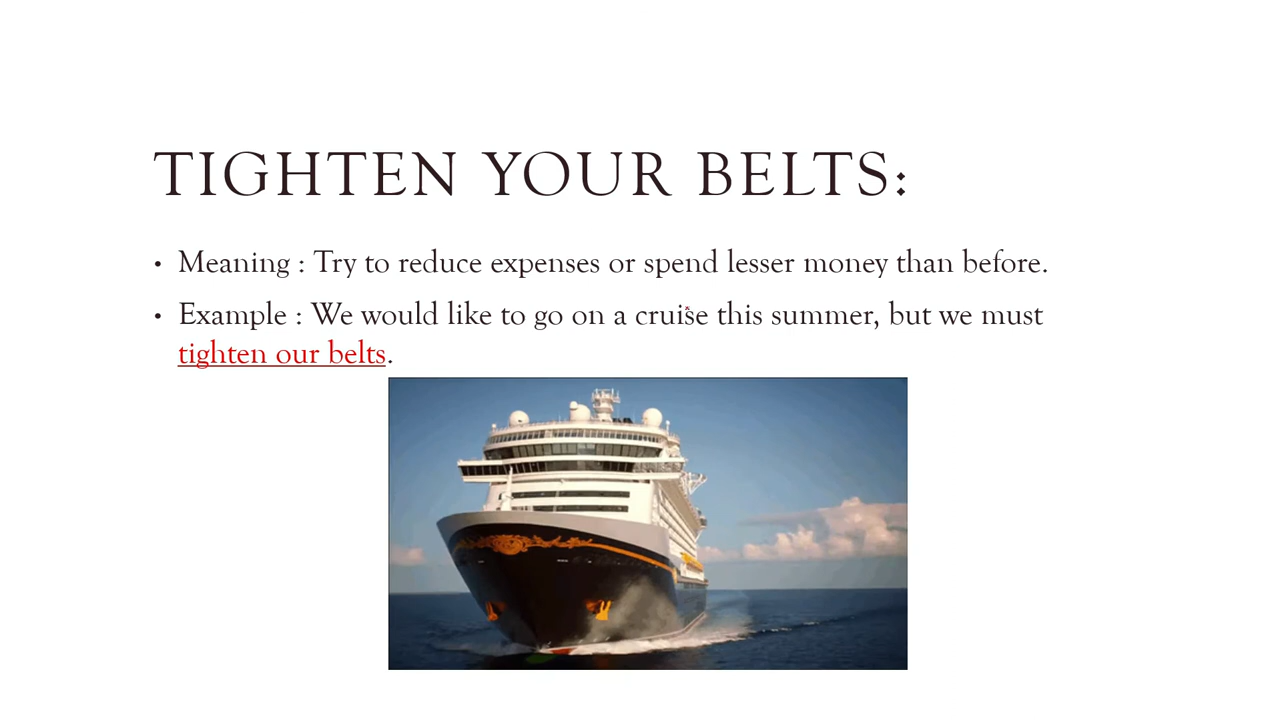 TIGHTEN YOUR BELTS:
• Meaning : Try to reduce expenses or spend lesser money than before.
• Example : We would like to go on a cruise this summer, but we must
tighten our belts.